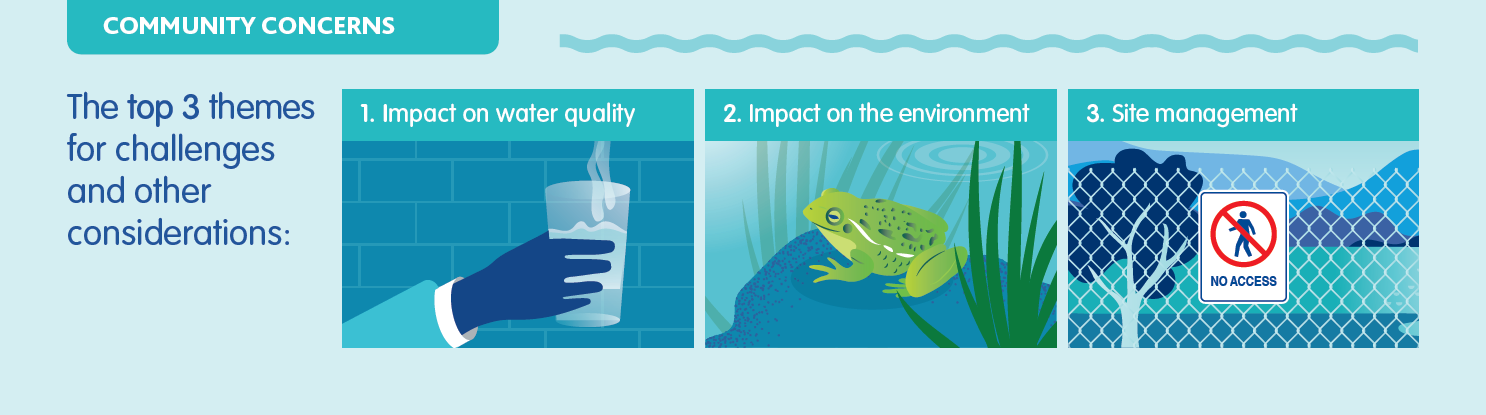 COMMUNITY CONCERNS
The top 3 themes
for challenges
and other
considerations:
1. Impact on water quality
2. Impact on the environment
3. Site management
NO ACCESS